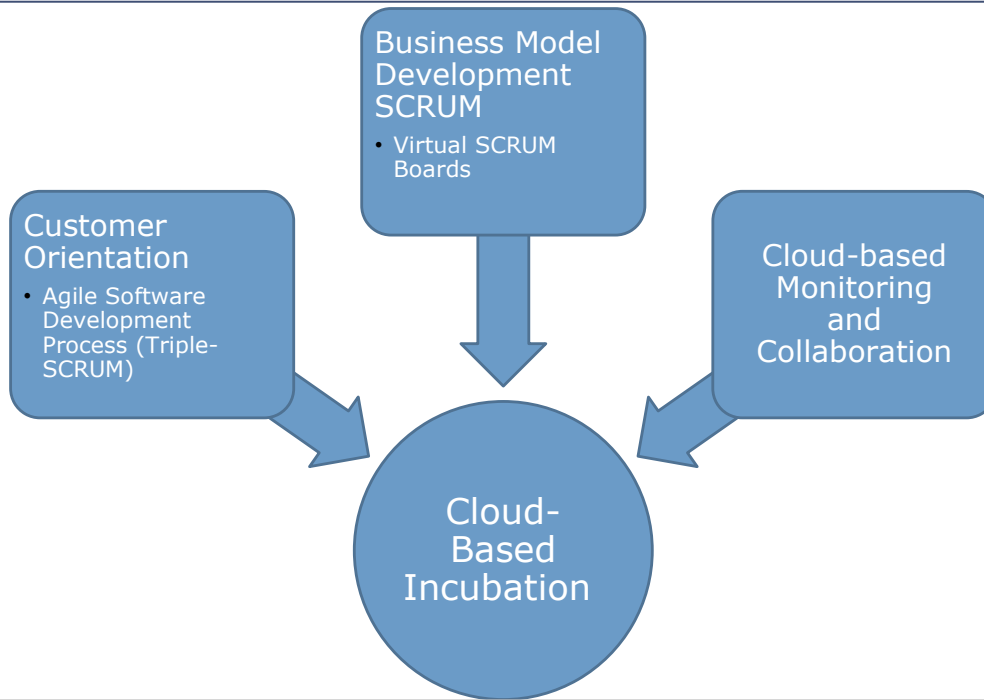 Business Model
Development
SCRUM
• Virtual SCRUM
Boards
Customer
Orientation
• Agile Software
Development
Process (Triple-
SCRUM)
Cloud-based
Monitoring
and
Collaboration
Cloud-
Based
Incubation